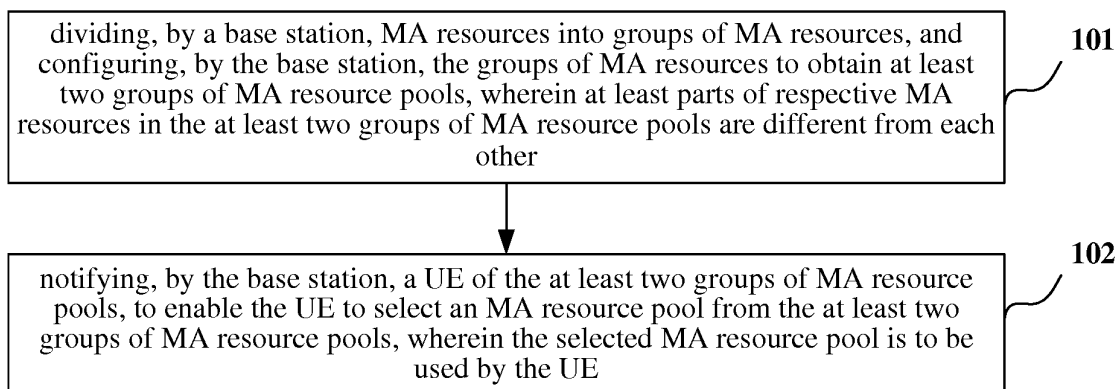 dividing, by a base station, MA resources into groups of MA resources, and
configuring, by the base station, the groups of MA resources to obtain at least
two groups of MA resource pools, wherein at least parts of respective MA
resources in the at least two groups of MA resource pools are different from each
other
101
notifying, by the base station, a UE of the at least two groups of MA resource
pools, to enable the UE to select an MA resource pool from the at least two
groups of MA resource pools, wherein the selected MA resource pool is to be
used by the UE
102